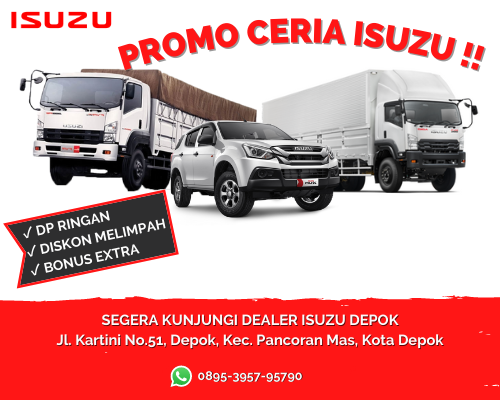 ISUZU
PROMO CERIA ISUZU !!
ISUZU
✓ DP RINGAN
✓ DISKON MELIMPAH
✓ BONUS EXTRA
SEGERA KUNJUNGI DEALER ISUZU DEPOK
Jl. Kartini No.51, Depok, Kec. Pancoran Mas, Kota Depok
0895-3957-95790